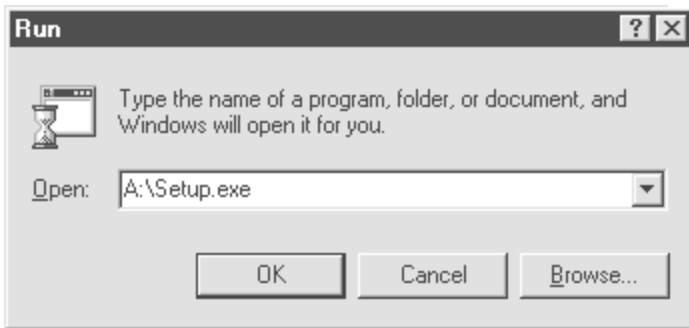 Run
Type the name of a program, folder, or document, and
Windows will open it for you.
Open: A:\Setup.exe
OK Cancel Browse...